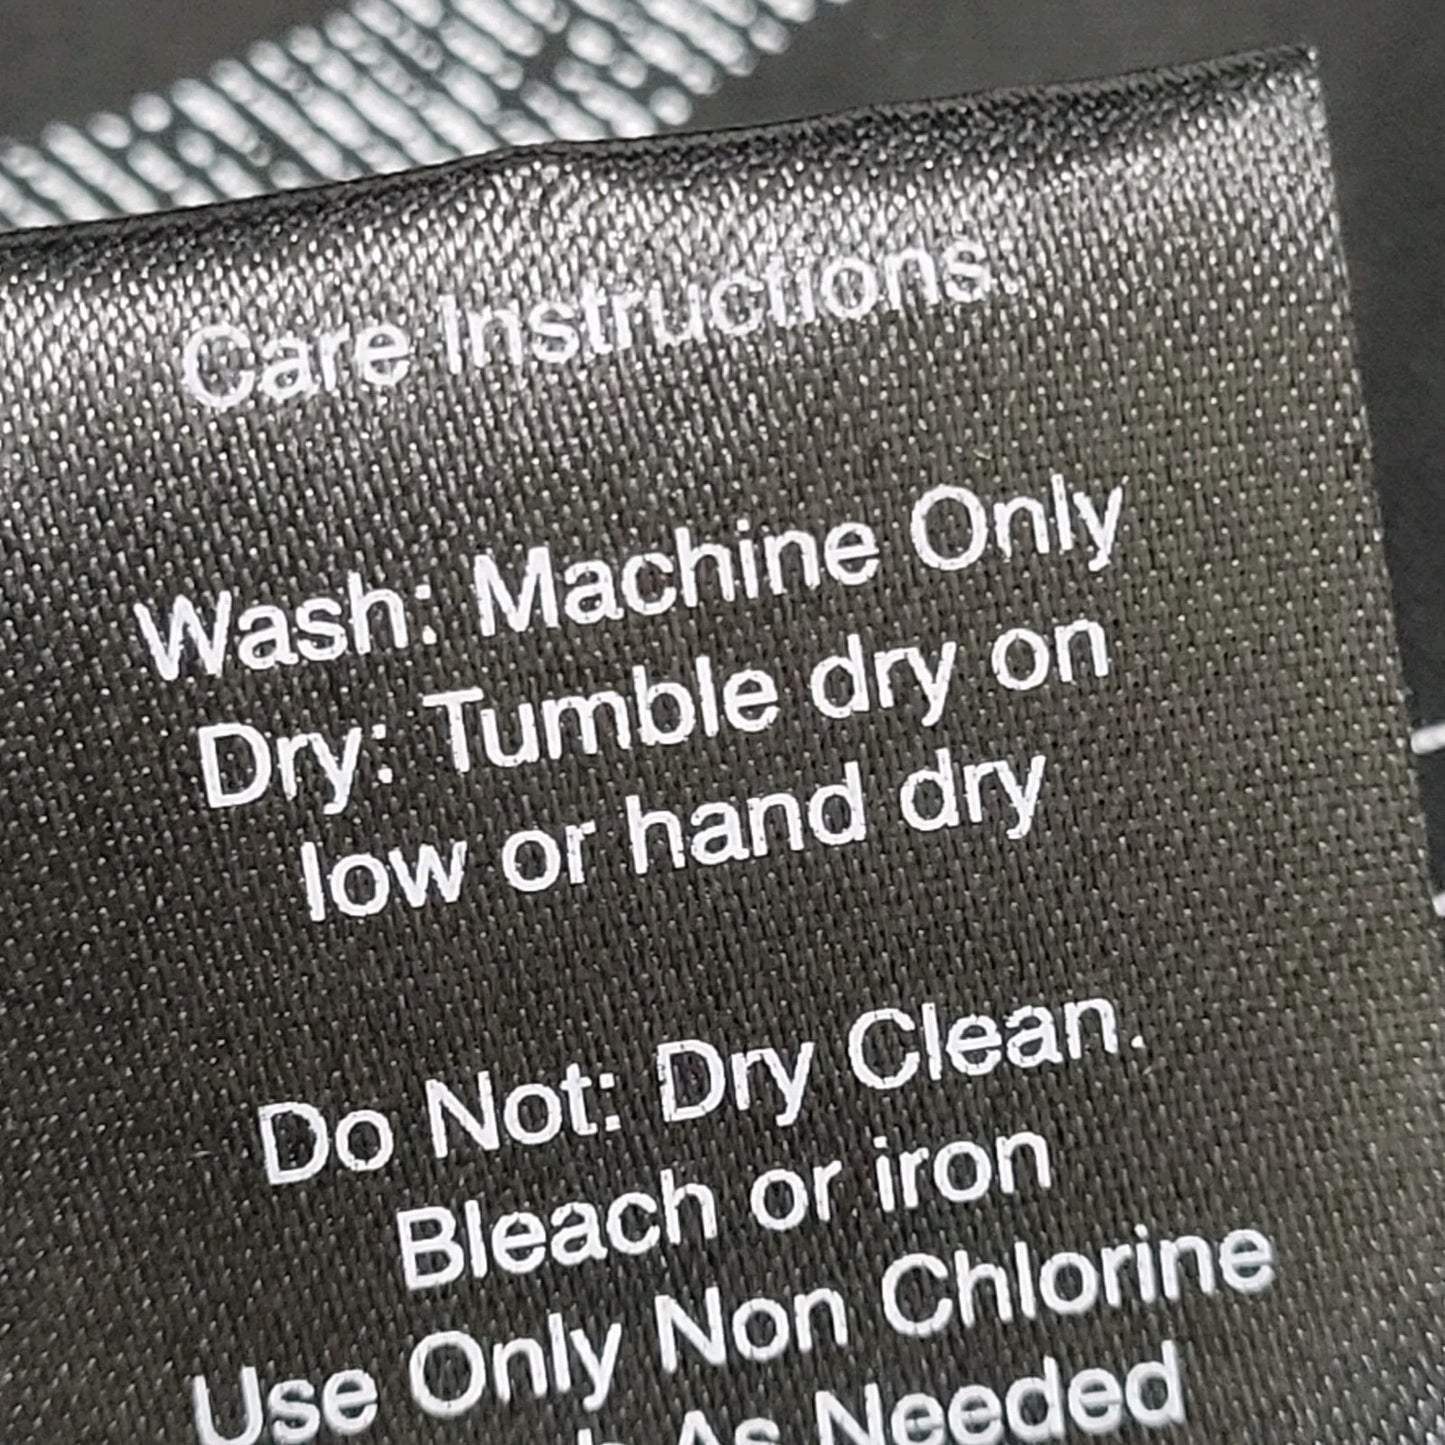 Care Instructions.
Wash: Machine Only
Dry: Tumble dry on
low or hand dry
Do Not: Dry Clean.
Bleach or iron
Use Only Non Chlorine
As Needed